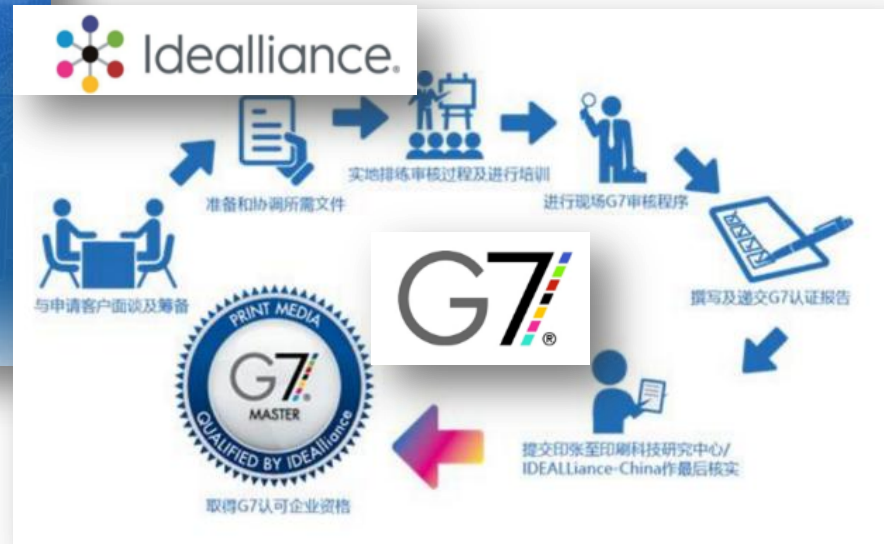 Idealliance®
实地排练审核过程及进行培训
准备和协调所需文件
进行现场G7审核程序
与申请客户面谈及筹备
G7®
撰写及递交G7认证报告
PRINT MEDIA
G7
MASTER
QUALIFIED BY IDEAlliance
提交印张至印刷科技研究中心/
IDEALLiance-China作最后核实
取得G7认可企业资格